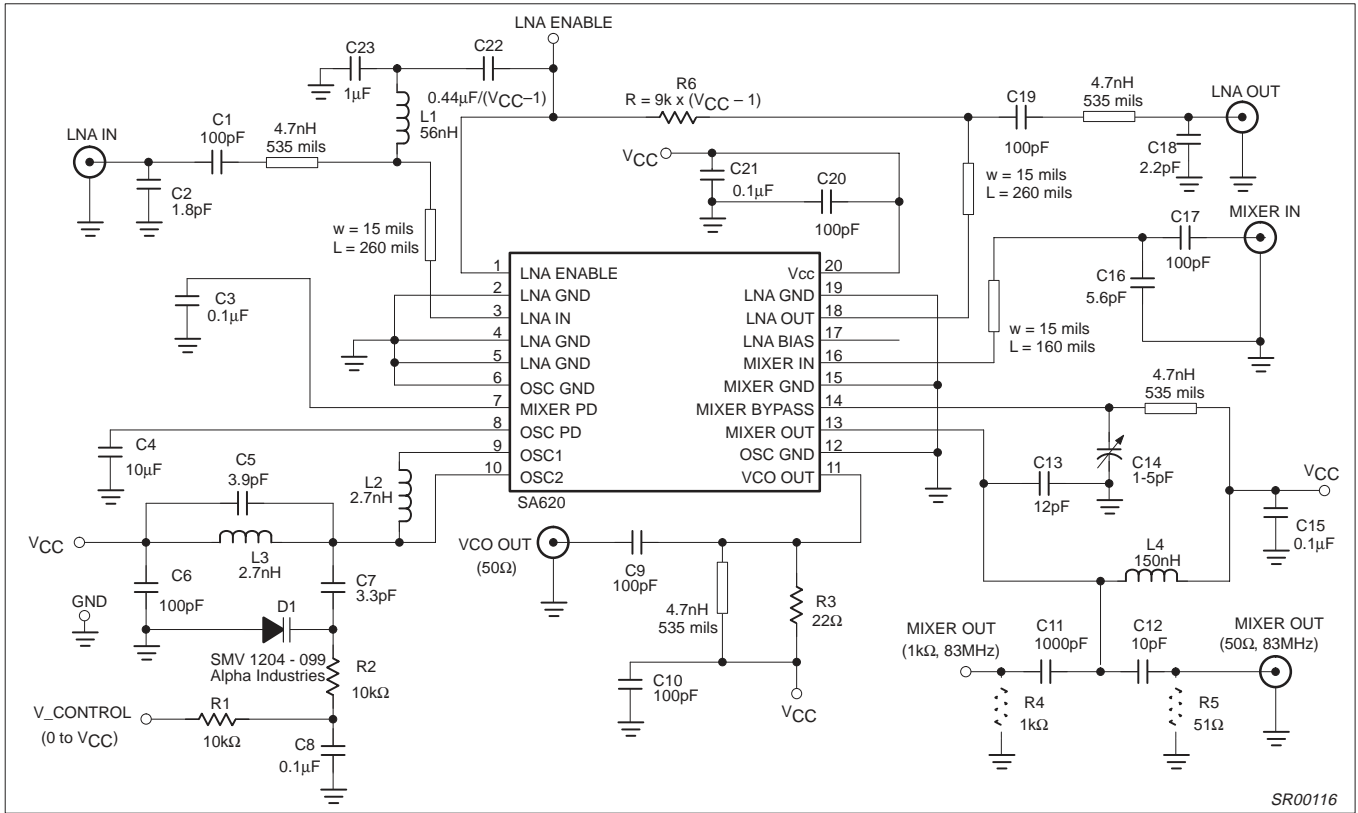 LNA ENABLE
C23
1µF
C22
0.44µF/(VCC–1)
L1
56nH
R6
R = 9k x (VCC – 1)
C19
100pF
4.7nH
535 mils
LNA OUT
C18
2.2pF
LNA IN
C1
100pF
4.7nH
535 mils
C2
1.8pF
VCC
C21
0.1µF
C20
100pF
w = 15 mils
L = 260 mils
w = 15 mils
L = 260 mils
C17
100pF
MIXER IN
C16
5.6pF
w = 15 mils
L = 160 mils
C3
0.1µF
1 LNA ENABLE
2 LNA GND
3 LNA IN
4 LNA GND
5 LNA GND
6 OSC GND
7 MIXER PD
8 OSC PD
9 OSC1
10 OSC2
Vcc 20
LNA GND 19
LNA OUT 18
LNA BIAS 17
MIXER IN 16
MIXER GND 15
MIXER BYPASS 14
MIXER OUT 13
OSC GND 12
VCO OUT 11
SA620
C4
10µF
C5
3.9pF
L2
2.7nH
VCC
L3
2.7nH
C6
100pF
C7
3.3pF
GND
D1
SMV 1204 - 099
Alpha Industries
R2
10kΩ
V_CONTROL
(0 to VCC)
R1
10kΩ
C8
0.1µF
VCO OUT
(50Ω)
C9
100pF
4.7nH
535 mils
R3
22Ω
C10
100pF
VCC
4.7nH
535 mils
C13
12pF
C14
1-5pF
VCC
C15
0.1µF
L4
150nH
MIXER OUT
(1kΩ, 83MHz)
C11
1000pF
C12
10pF
MIXER OUT
(50Ω, 83MHz)
R4
1kΩ
R5
51Ω
SR00116